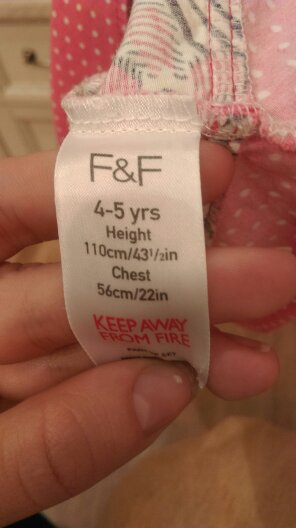 F&F
4-5 yrs
Height
110cm/43½in
Chest
56cm/22in
KEEP AWAY
FROM FIRE